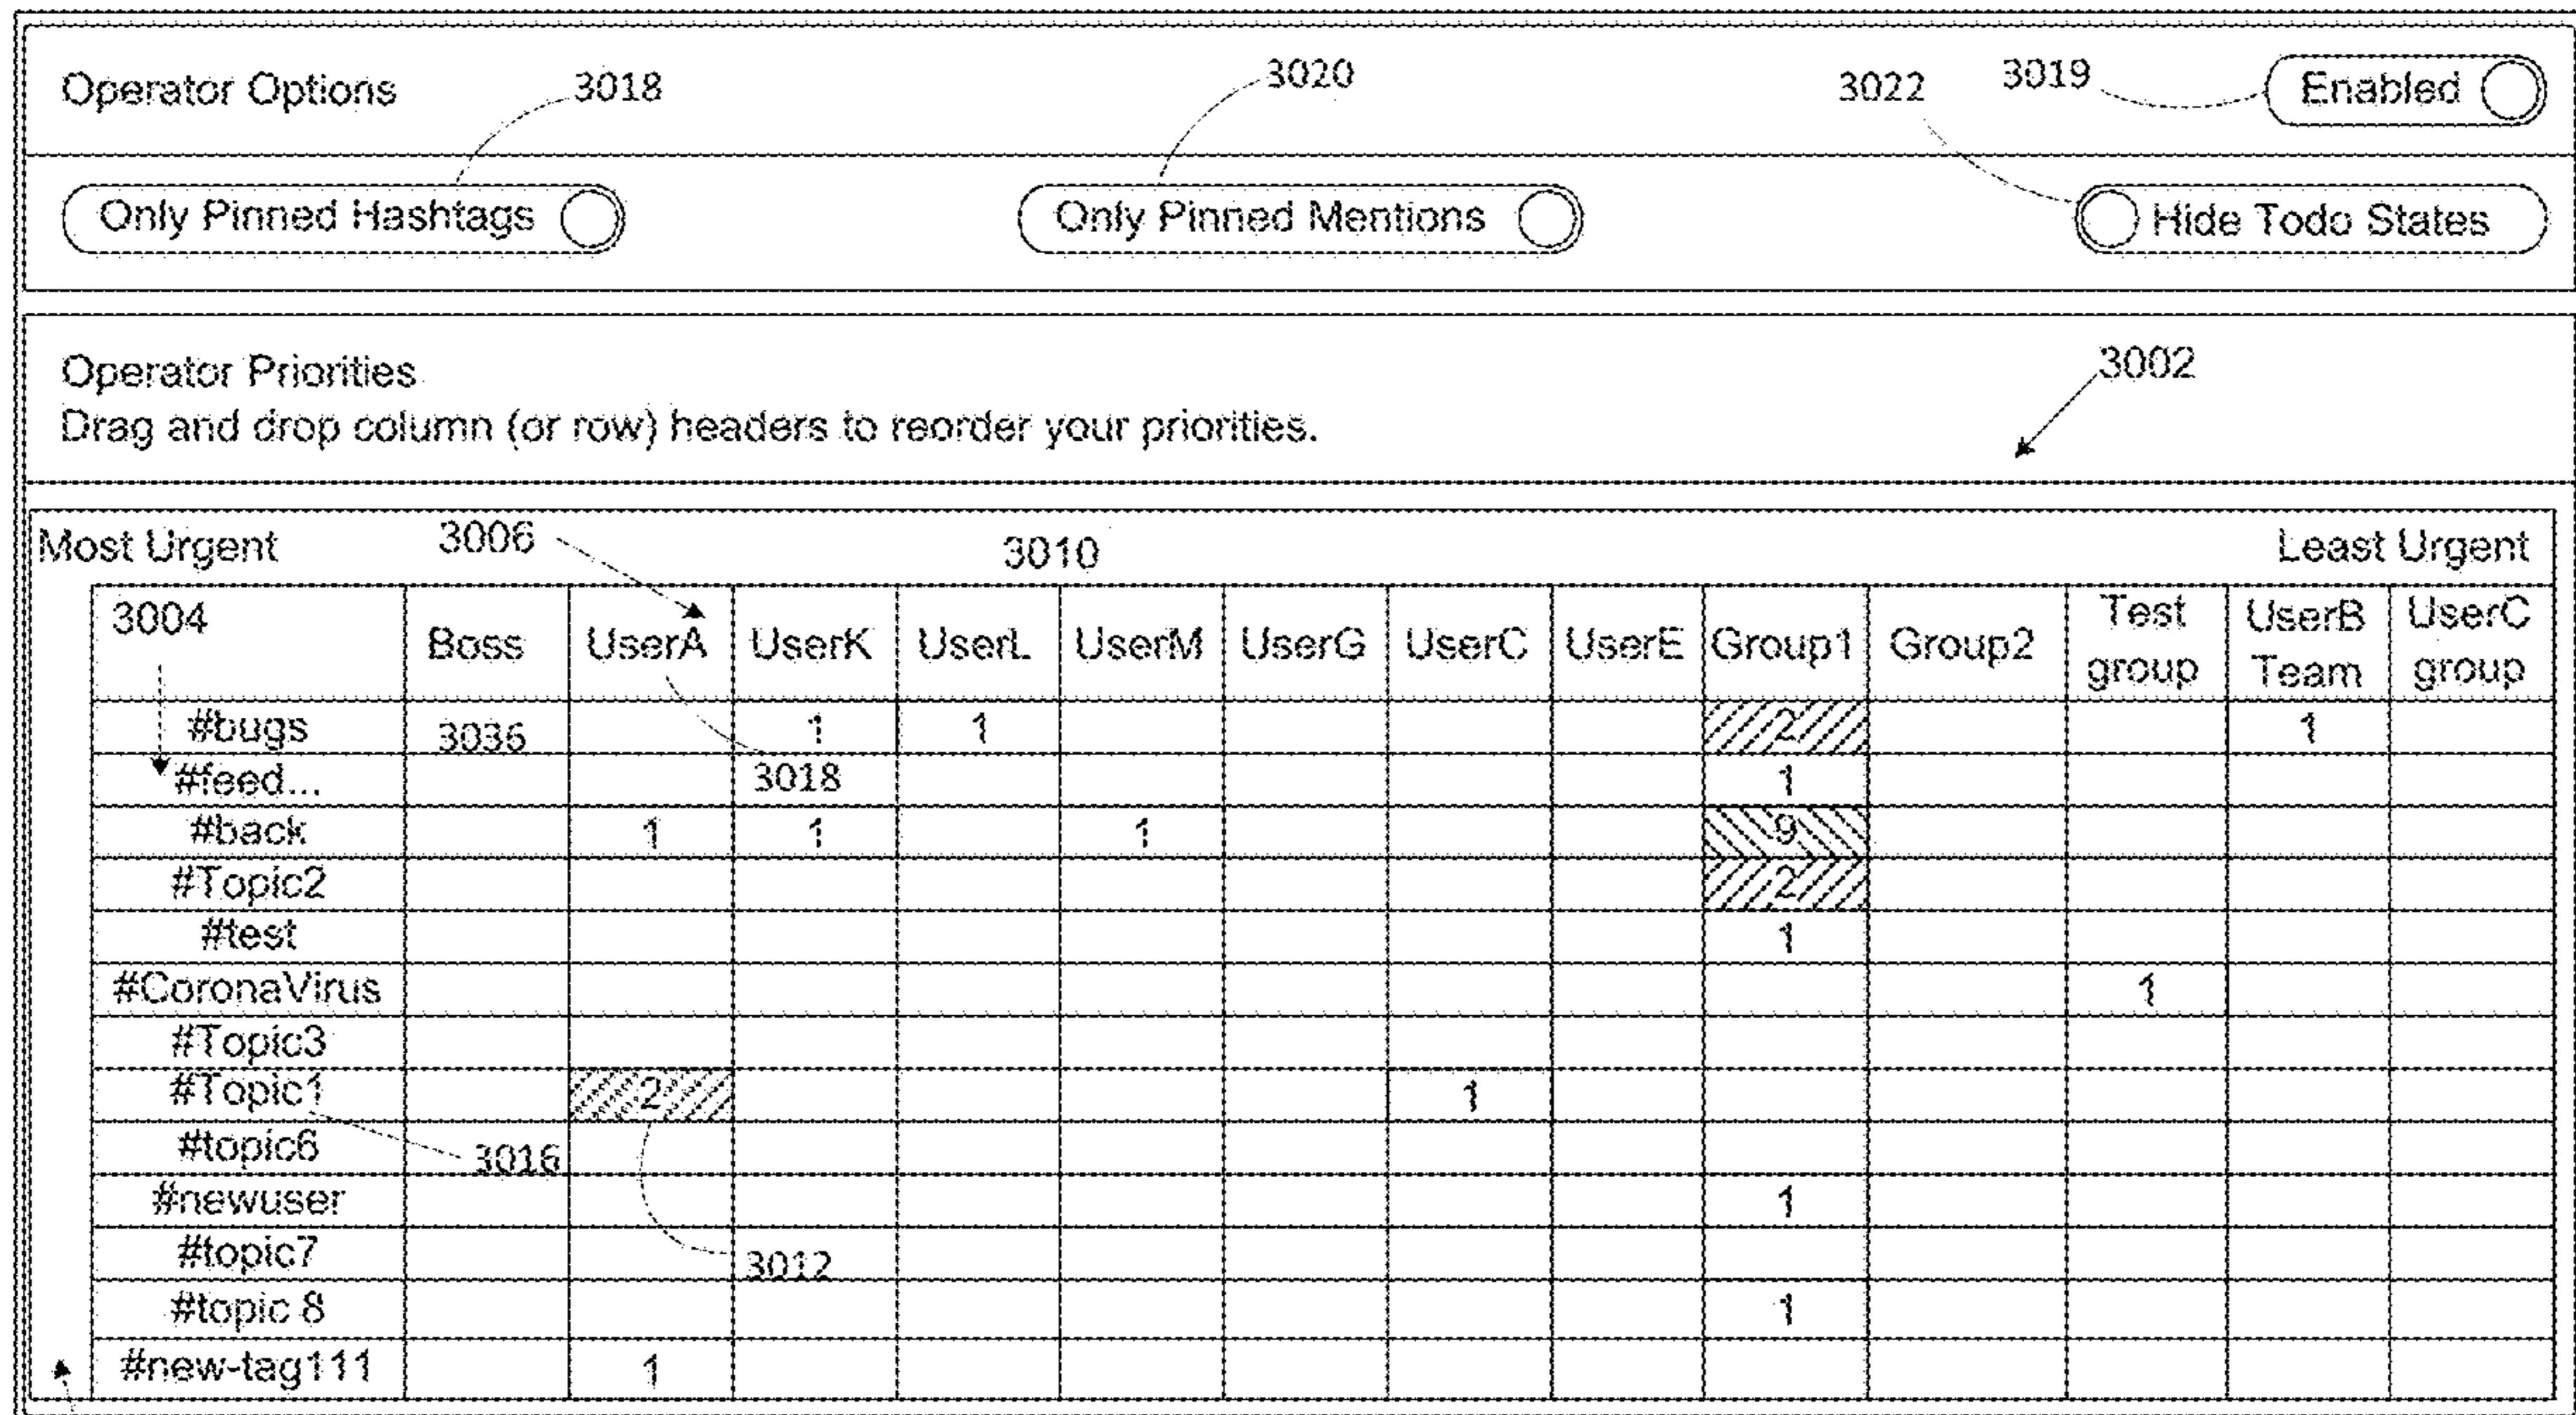 Operator Options 3018 3020 3022 3019 Enabled
Only Pinned Hashtags Only Pinned Mentions Hide Todo States
Operator Priorities 3002
Drag and drop column (or row) headers to reorder your priorities.
Most Urgent 3006 3010 Least Urgent
3004 Boss UserA UserK UserL UserM UserG UserC UserE Group1 Group2 Test group UserB Team UserC group
#bugs 3036 1 1 2 1
#feed... 3018 1
#back 1 1 1 9
#Topic2 2
#test 1
#CoronaVirus 1
#Topic3
#Topic1 2 1
#topic6 3016
#newuser 1
#topic7 3012
#topic 8 1
#new-tag111 1